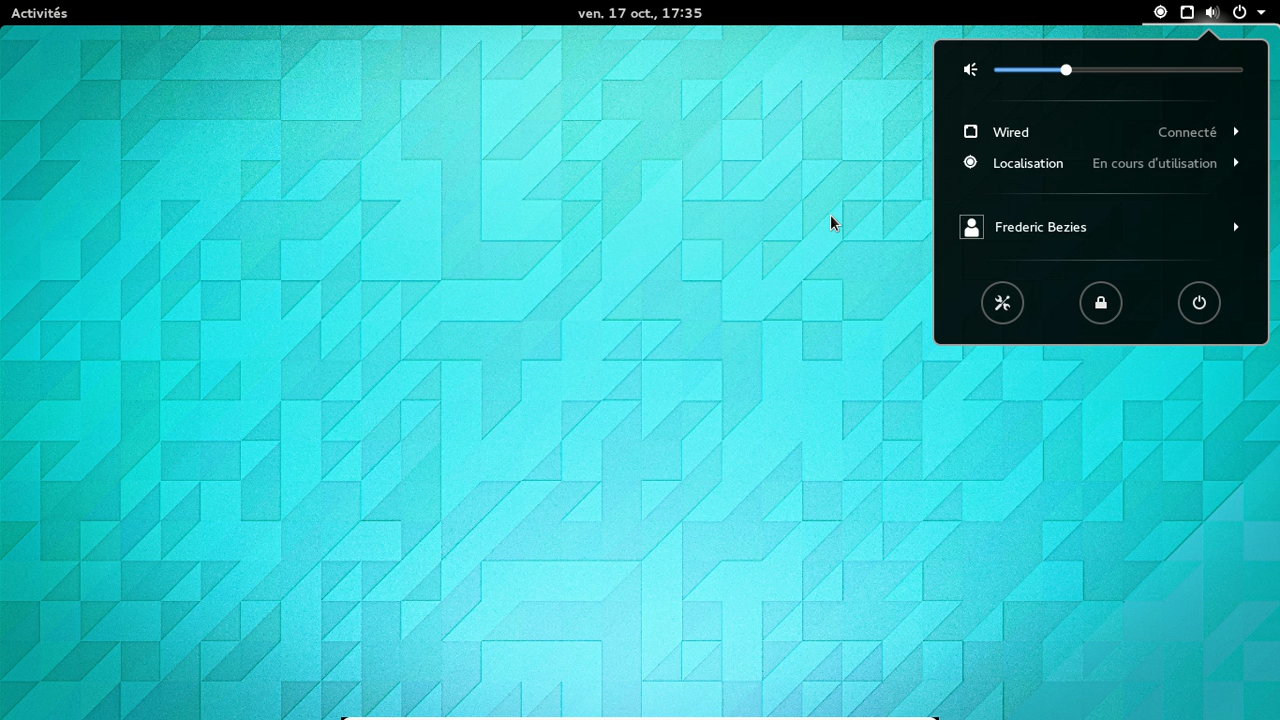 Activités
ven. 17 oct., 17:35
Wired Connecté
Localisation En cours d'utilisation
Frederic Bezies